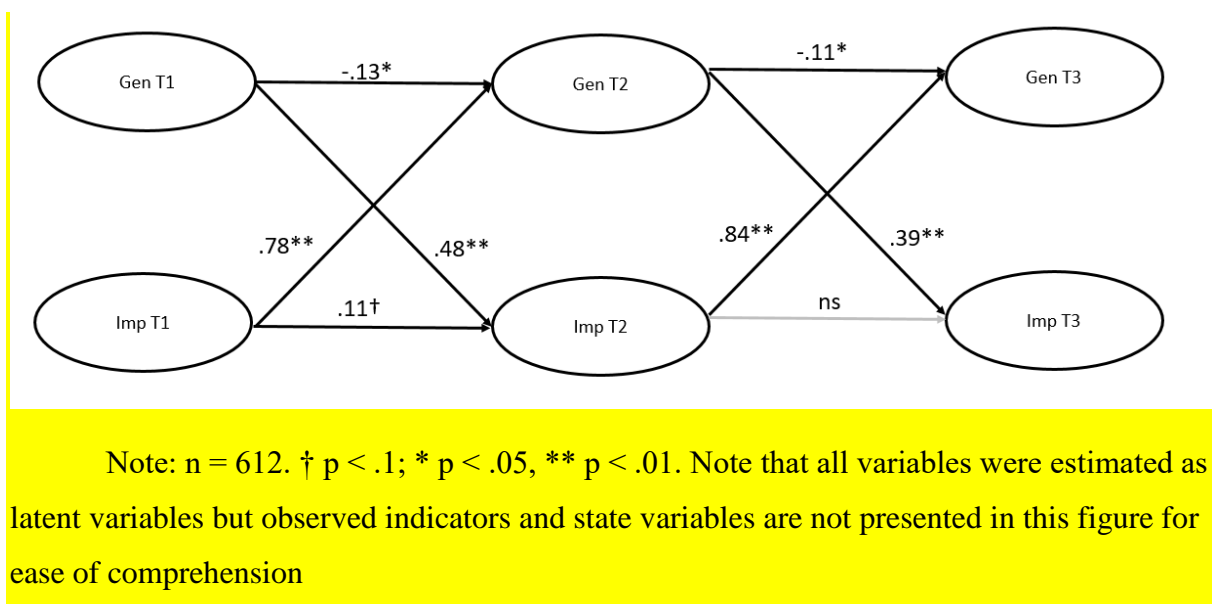 Gen T1
-.13*
Gen T2
-.11*
Gen T3
.78**
.48**
.84**
.39**
Imp T1
.11†
Imp T2
ns
Imp T3
Note: n = 612. † p < .1; * p < .05, ** p < .01. Note that all variables were estimated as
latent variables but observed indicators and state variables are not presented in this figure for
ease of comprehension